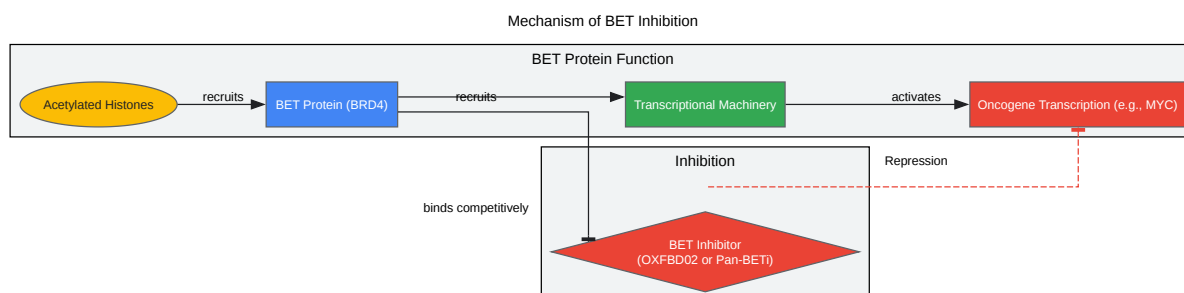 Mechanism of BET Inhibition
BET Protein Function
Acetylated Histones
recruits
BET Protein (BRD4)
recruits
Transcriptional Machinery
activates
Oncogene Transcription (e.g., MYC)
Inhibition
Repression
binds competitively
BET Inhibitor
(OXFBD02 or Pan-BETi)